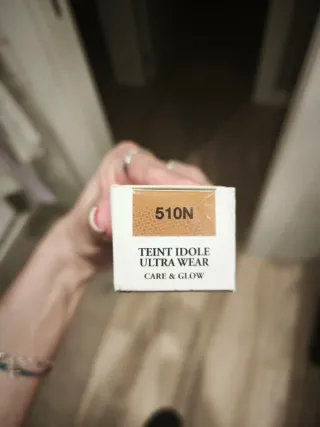 510N
TEINT IDOLE
ULTRA WEAR
CARE & GLOW